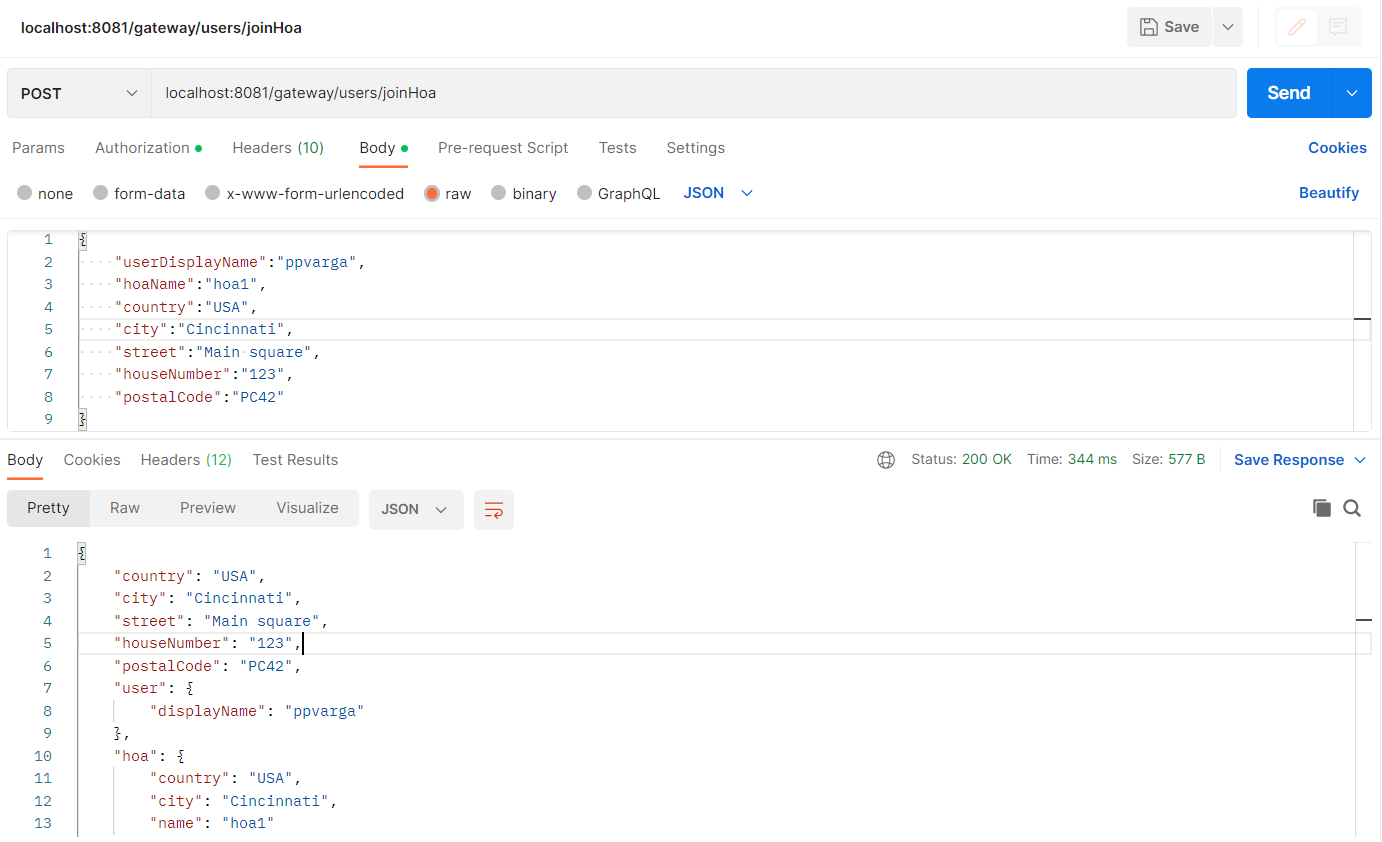 localhost:8081/gateway/users/joinHoa
Save
POST
localhost:8081/gateway/users/joinHoa
Send
Params Authorization Headers (10) Body Pre-request Script Tests Settings Cookies
none form-data x-www-form-urlencoded raw binary GraphQL JSON Beautify
1 {
2 "userDisplayName":"ppvarga",
3 "hoaName":"hoa1",
4 "country":"USA",
5 "city":"Cincinnati",
6 "street":"Main square",
7 "houseNumber":"123",
8 "postalCode":"PC42"
9 }
Body Cookies Headers (12) Test Results Status: 200 OK Time: 344 ms Size: 577 B Save Response
Pretty Raw Preview Visualize JSON
1 {
2 "country": "USA",
3 "city": "Cincinnati",
4 "street": "Main square",
5 "houseNumber": "123",
6 "postalCode": "PC42",
7 "user": {
8 "displayName": "ppvarga"
9 },
10 "hoa": {
11 "country": "USA",
12 "city": "Cincinnati",
13 "name": "hoa1"